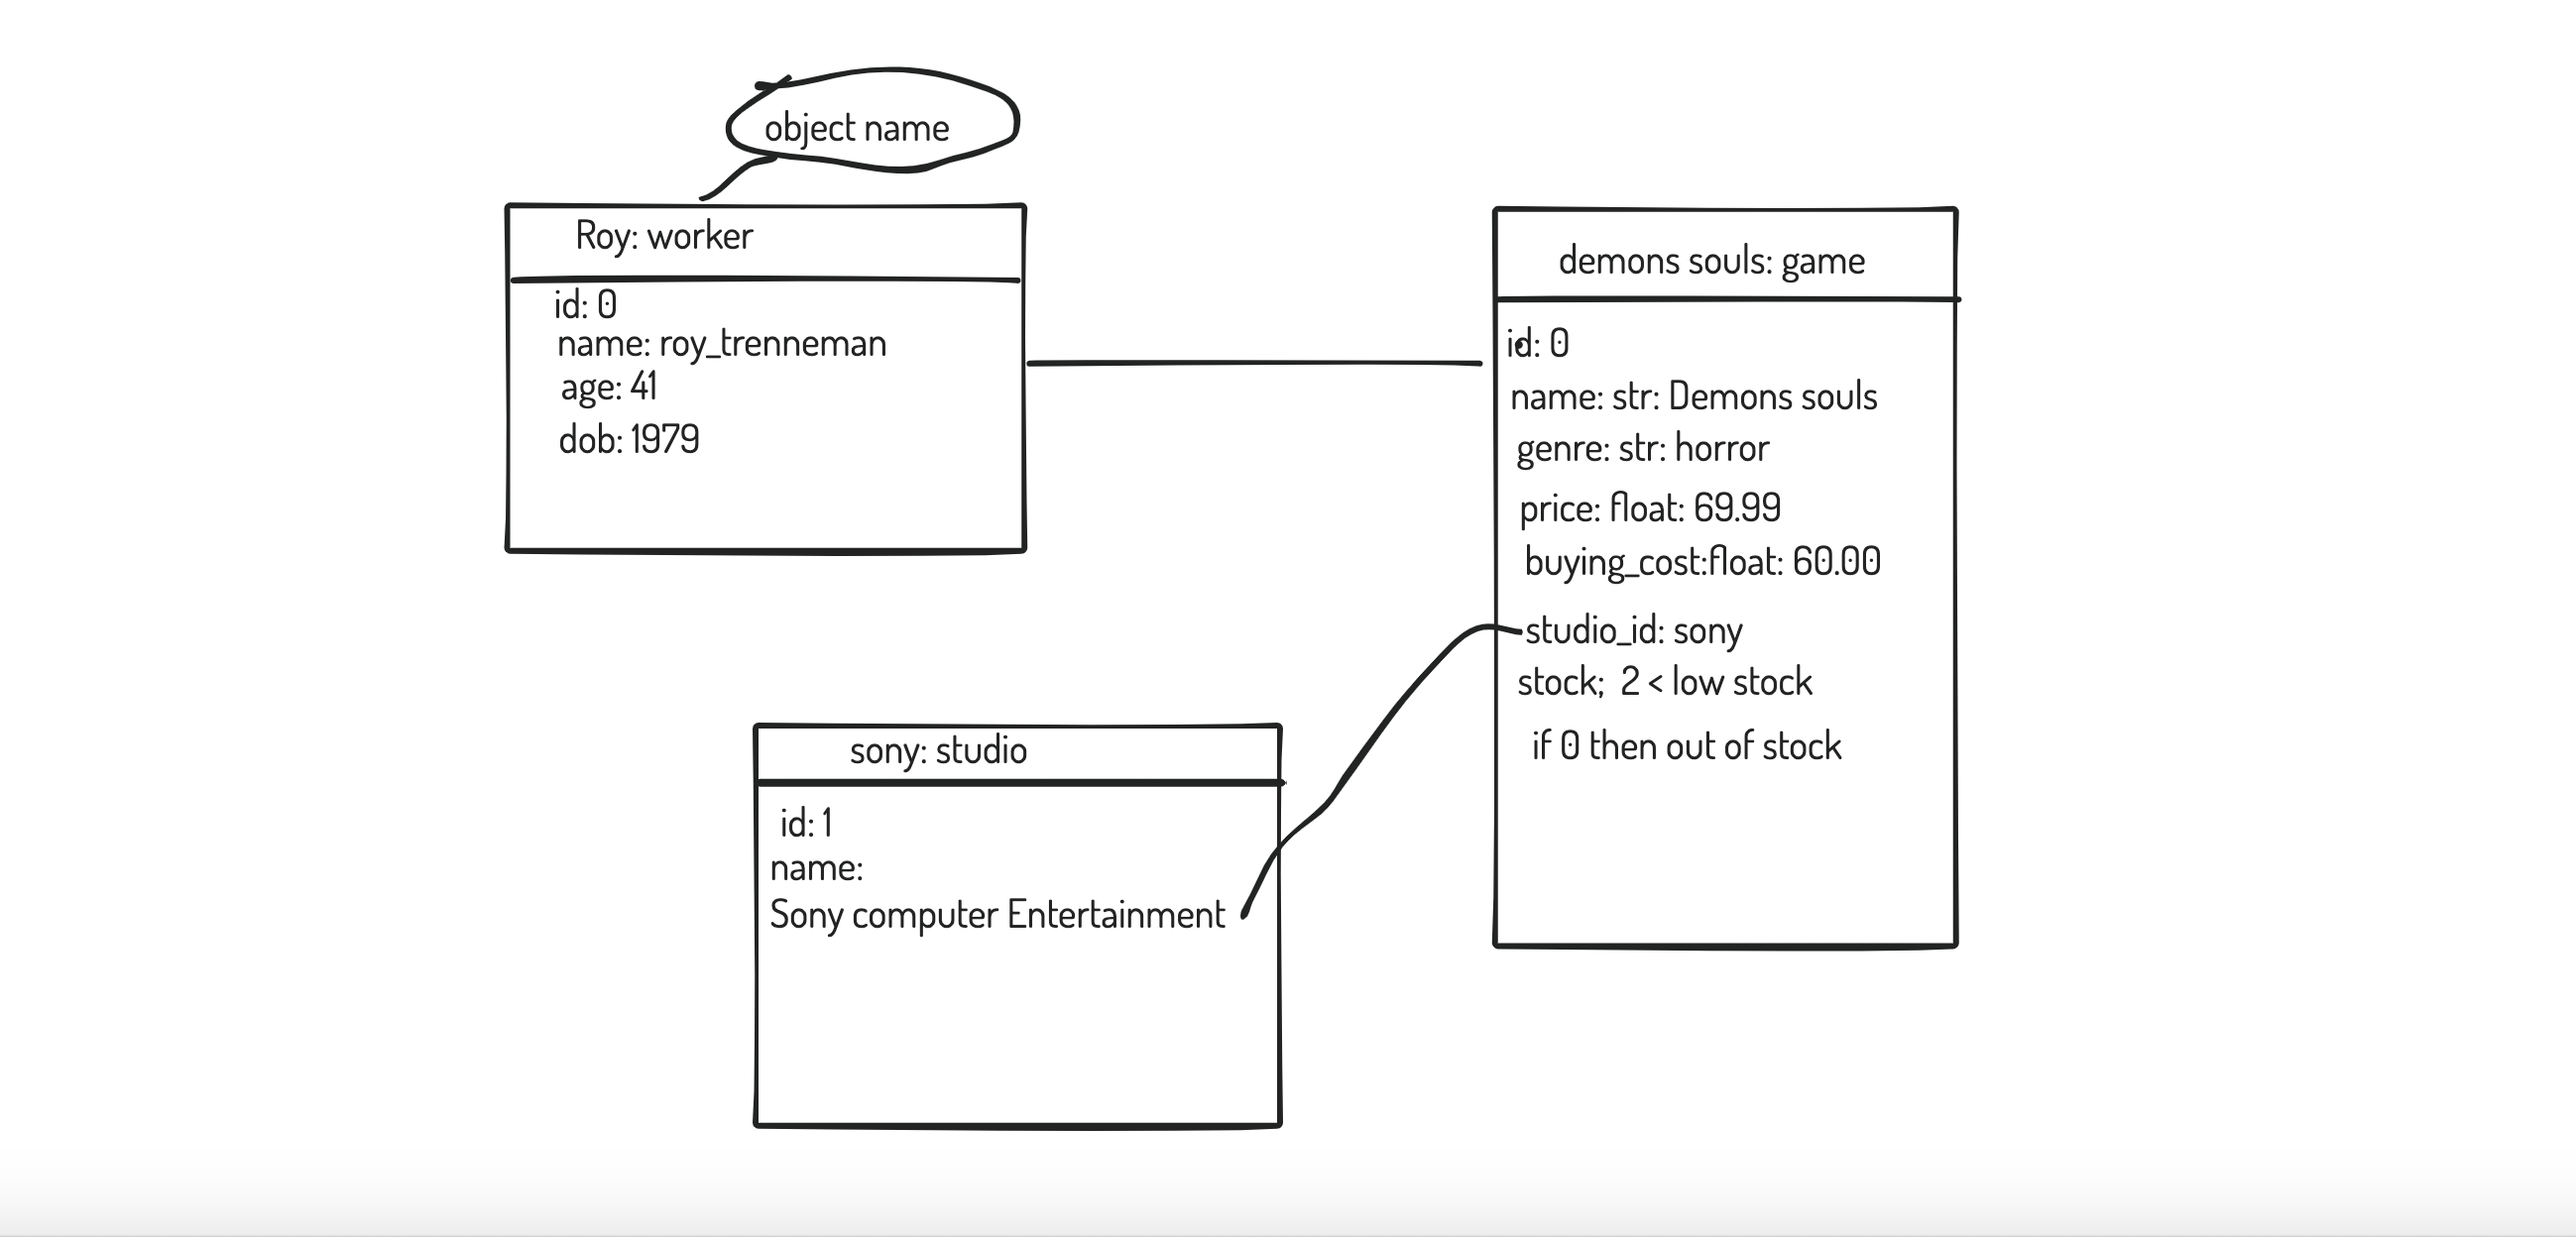 object name
Roy: worker
id: 0
name: roy_trenneman
age: 41
dob: 1979
demons souls: game
id: 0
name: str: Demons souls
genre: str: horror
price: float: 69.99
buying_cost:float: 60.00
studio_id: sony
stock;  2 < low stock
if 0 then out of stock
sony: studio
id: 1
name:
Sony computer Entertainment